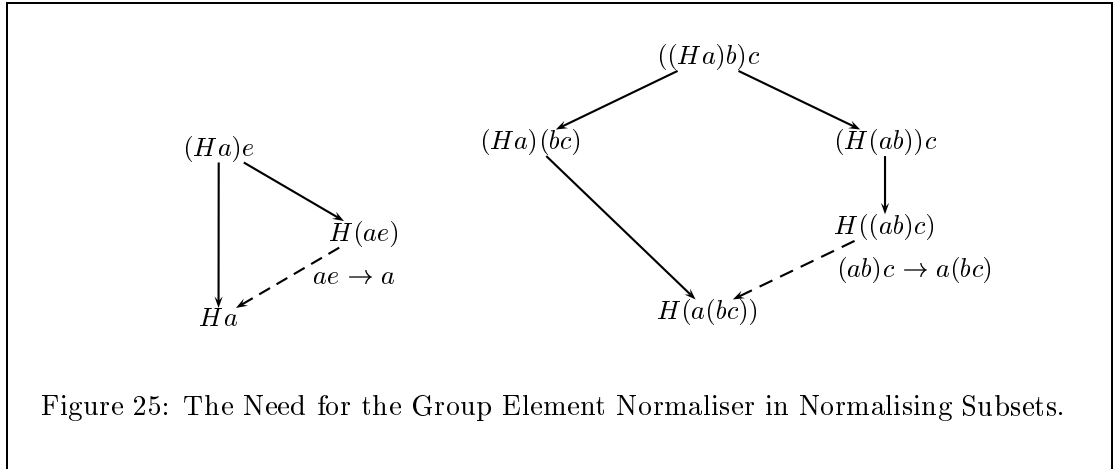 ((Ha)b)c
(Ha)e
(Ha)(bc)
(H(ab))c
H(ae)
H((ab)c)
ae → a
(ab)c → a(bc)
Ha
H(a(bc))
Figure 25: The Need for the Group Element Normaliser in Normalising Subsets.